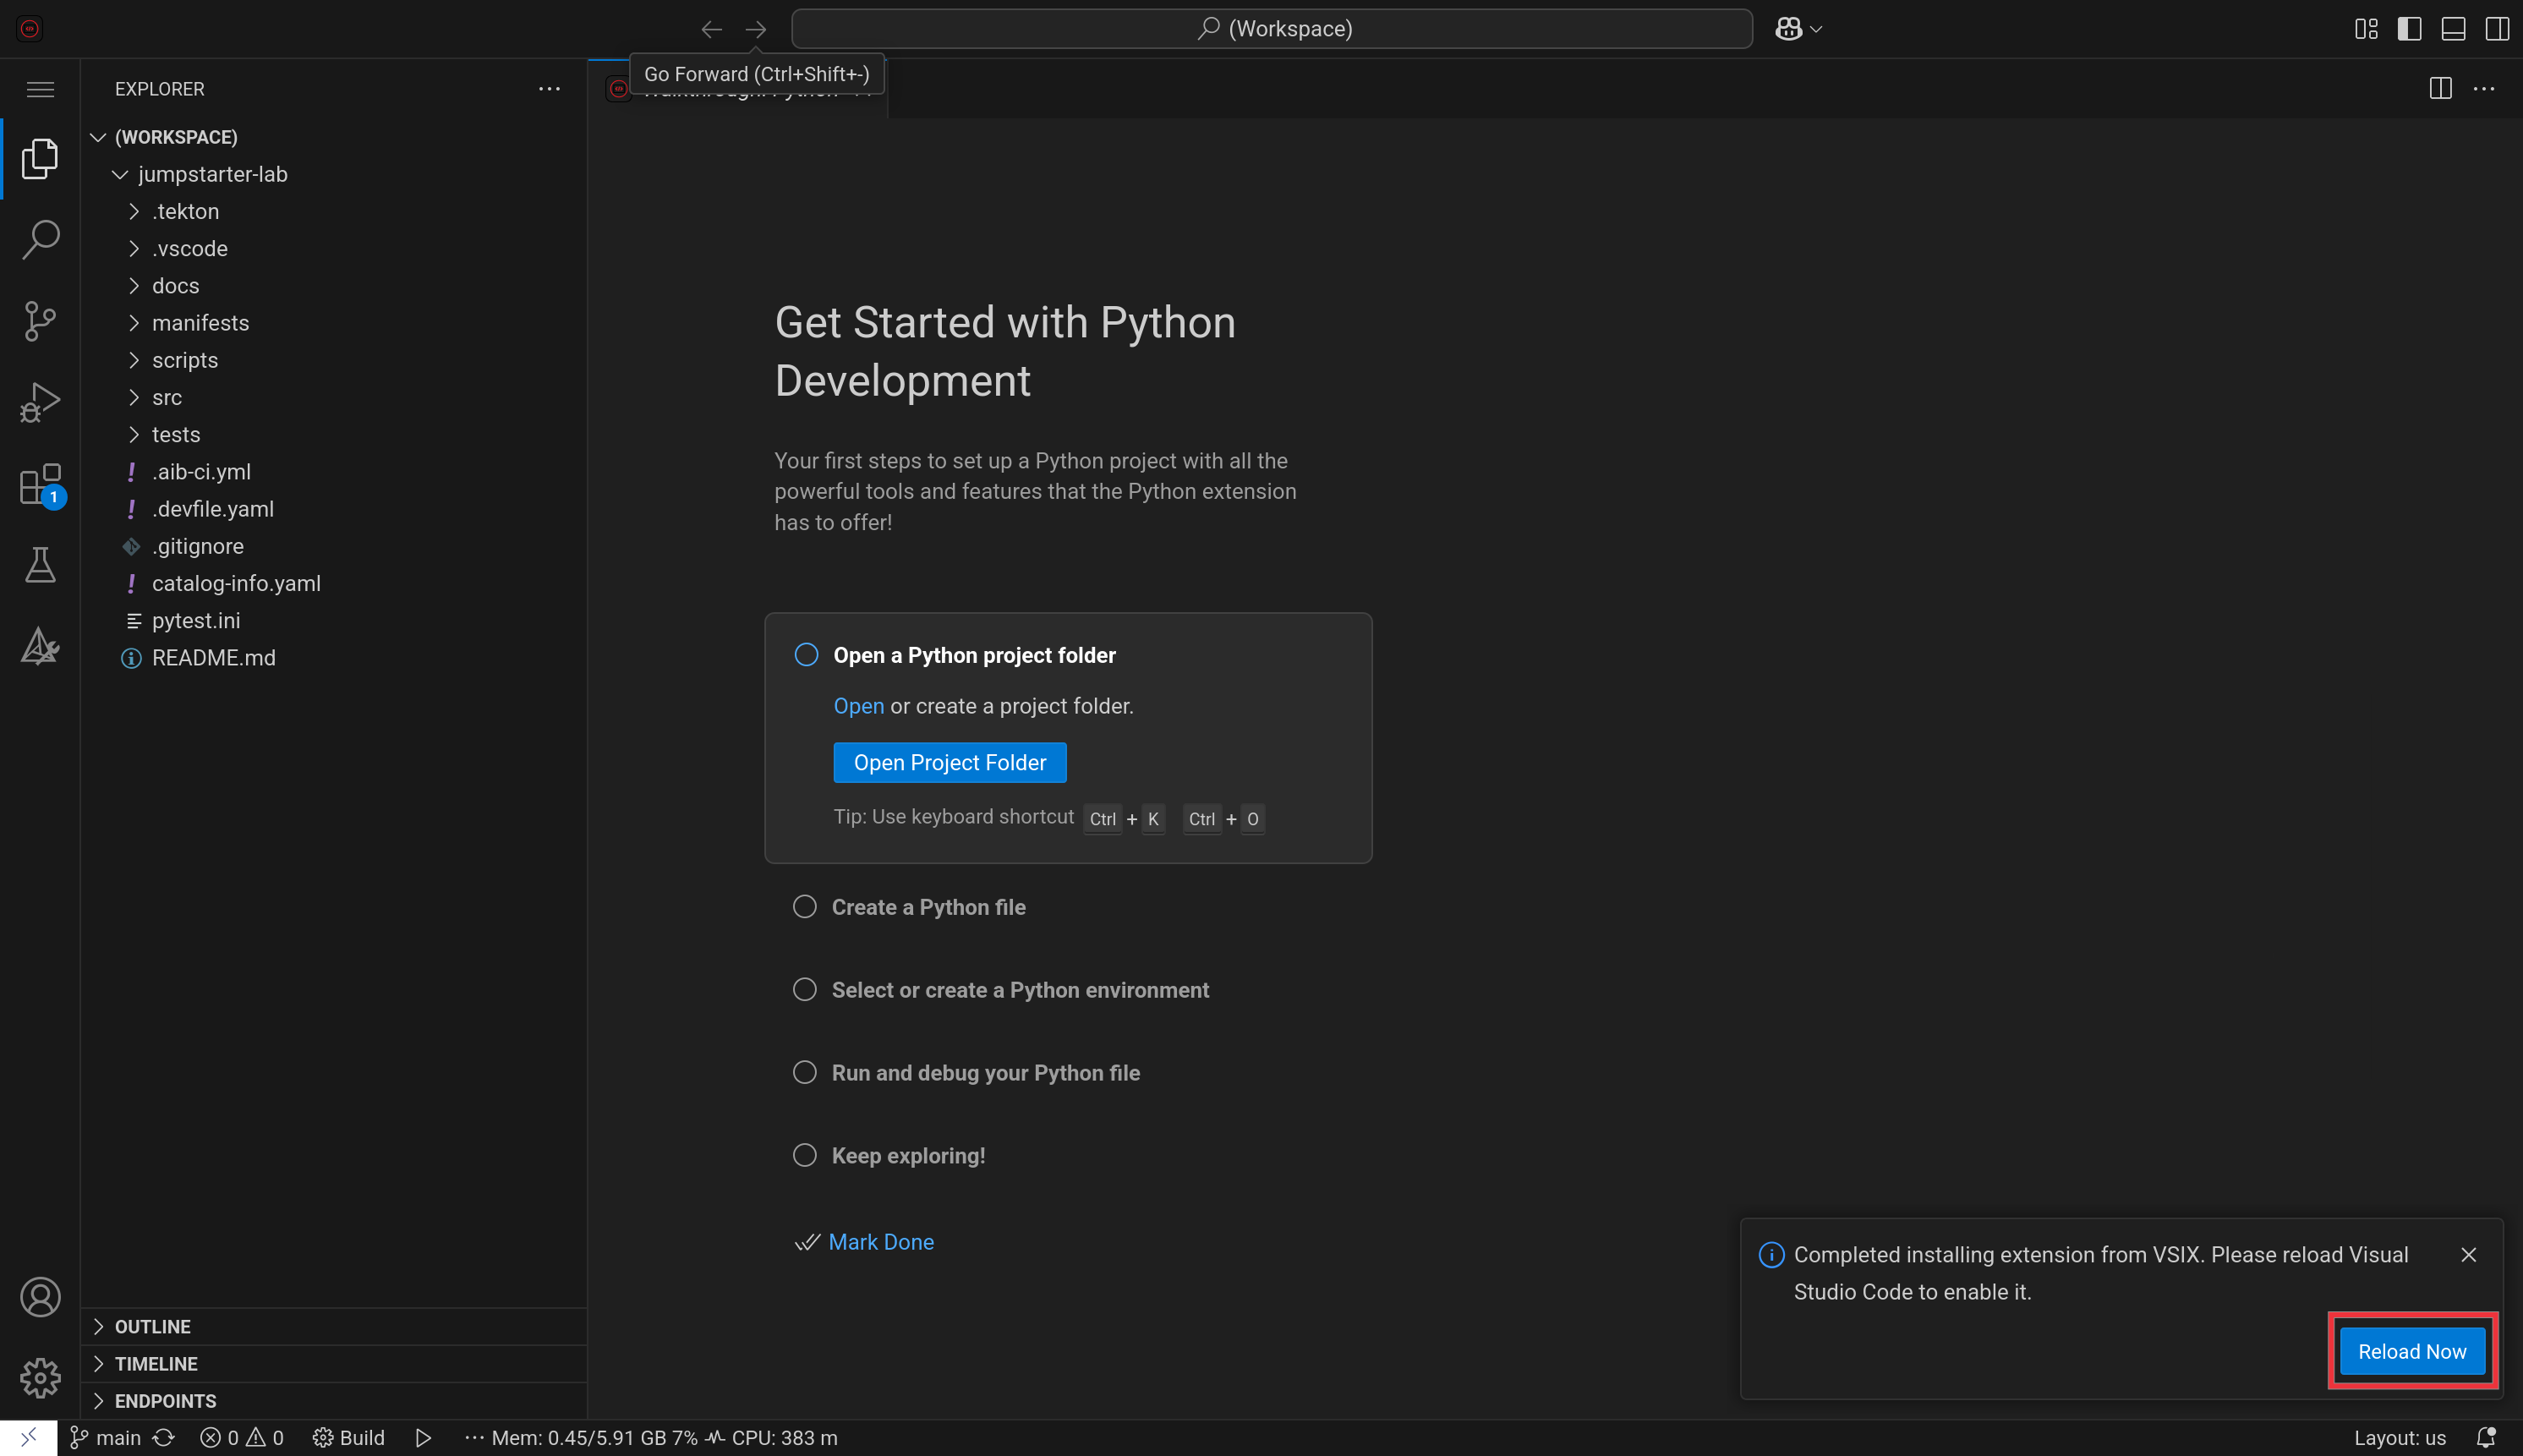 (Workspace)
Go Forward (Ctrl+Shift+-)
EXPLORER
(WORKSPACE)
jumpstarter-lab
.tekton
.vscode
docs
manifests
scripts
src
tests
.aib-ci.yml
.devfile.yaml
.gitignore
catalog-info.yaml
pytest.ini
README.md
1
OUTLINE
TIMELINE
ENDPOINTS
Get Started with Python
Development
Your first steps to set up a Python project with all the
powerful tools and features that the Python extension
has to offer!
Open a Python project folder
Open or create a project folder.
Open Project Folder
Tip: Use keyboard shortcut Ctrl + K Ctrl + O
Create a Python file
Select or create a Python environment
Run and debug your Python file
Keep exploring!
Mark Done
Completed installing extension from VSIX. Please reload Visual
Studio Code to enable it.
Reload Now
main 0 0 Build Mem: 0.45/5.91 GB 7% CPU: 383 m Layout: us